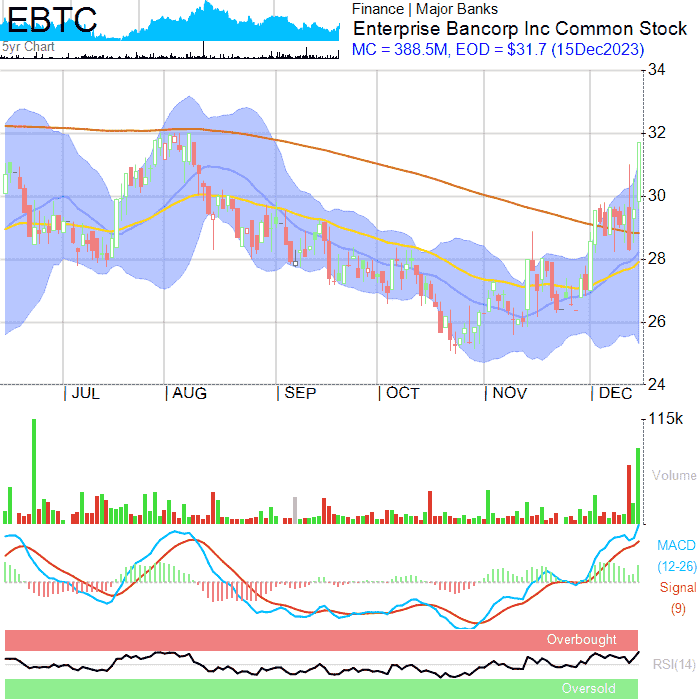 EBTC
5yr Chart
Finance | Major Banks
Enterprise Bancorp Inc Common Stock
MC = 388.5M, EOD = $31.7 (15Dec2023)
34
32
30
28
26
24
JUL AUG SEP OCT NOV DEC
115k
Volume
MACD
(12-26)
Signal
(9)
Overbought
RSI(14)
Oversold